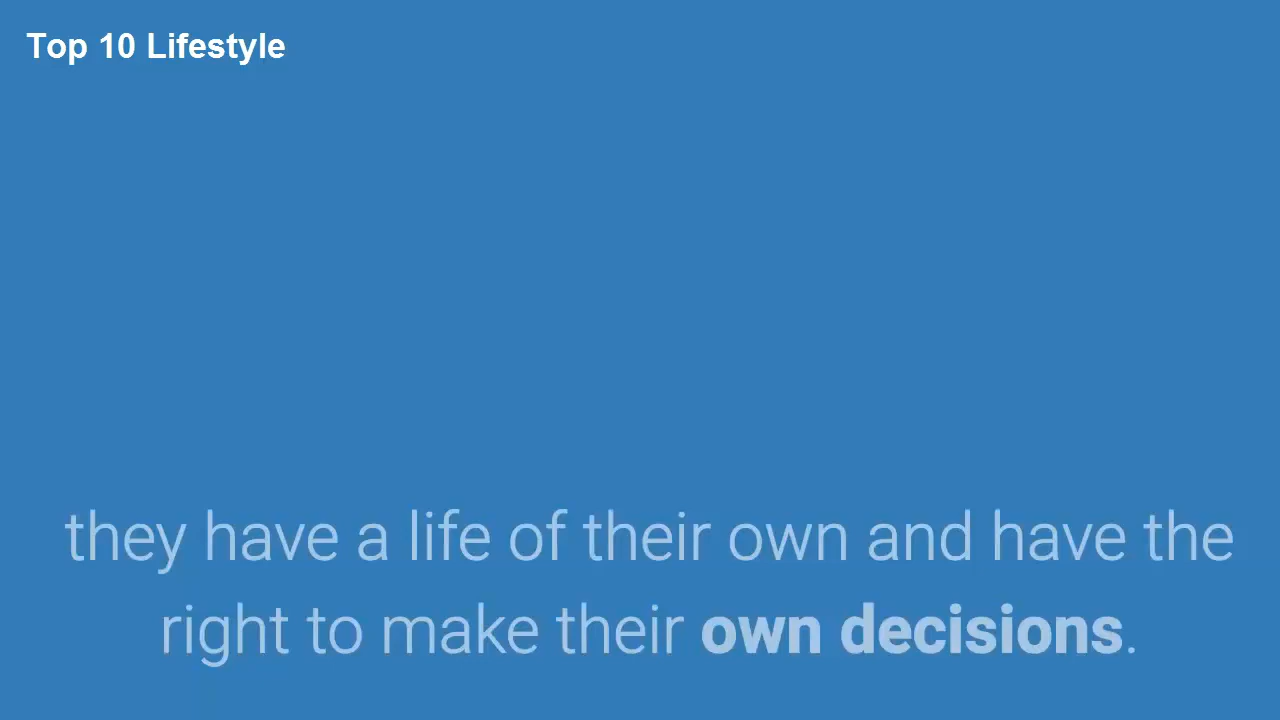 Top 10 Lifestyle
they have a life of their own and have the
right to make their own decisions.